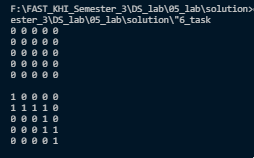 F:\FAST_KHI_Semester_3\DS_lab\05_lab\solution>
ester_3\DS_lab\05_lab\solution\"6_task
0 0 0 0 0
0 0 0 0 0
0 0 0 0 0
0 0 0 0 0
0 0 0 0 0

1 0 0 0 0
1 1 1 1 0
0 0 0 1 0
0 0 0 1 1
0 0 0 0 1